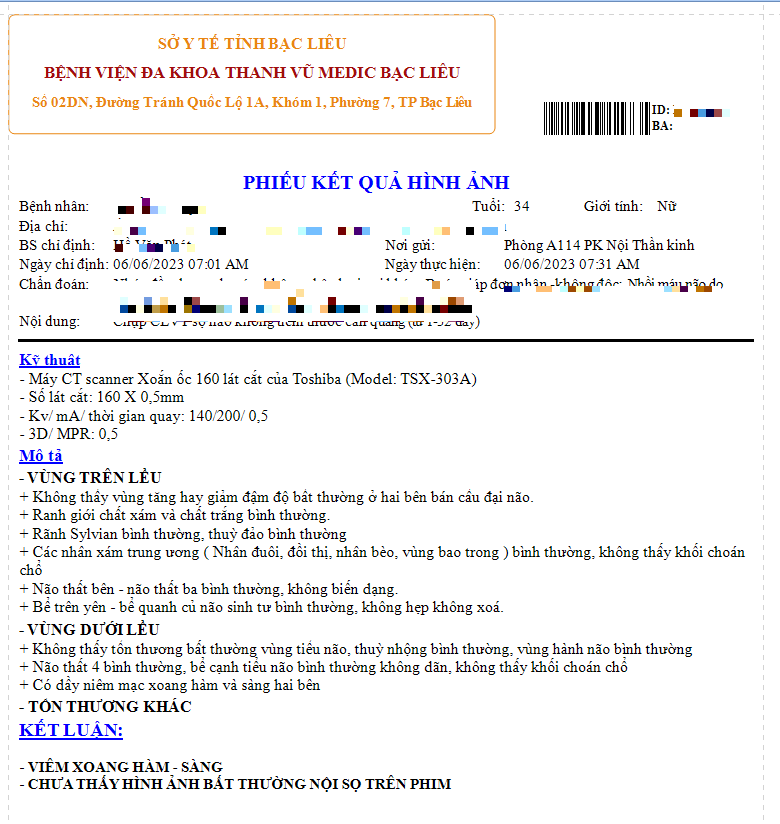 SỞ Y TẾ TỈNH BẠC LIÊU
BỆNH VIỆN ĐA KHOA THANH VŨ MEDIC BẠC LIÊU
Số 02DN, Đường Tránh Quốc Lộ 1A, Khóm 1, Phường 7, TP Bạc Liêu
ID:
BA:
PHIẾU KẾT QUẢ HÌNH ẢNH
Bệnh nhân: Tuổi: 34 Giới tính: Nữ
Địa chỉ:
BS chỉ định: Nơi gửi: Phòng A114 PK Nội Thần kinh
Ngày chỉ định: 06/06/2023 07:01 AM Ngày thực hiện: 06/06/2023 07:31 AM
Chẩn đoán:
Nội dung:
Kỹ thuật
- Máy CT scanner Xoắn ốc 160 lát cắt của Toshiba (Model: TSX-303A)
- Số lát cắt: 160 X 0,5mm
- Kv/ mA/ thời gian quay: 140/200/ 0,5
- 3D/ MPR: 0,5
Mô tả
- VÙNG TRÊN LỀU
+ Không thấy vùng tăng hay giảm đậm độ bất thường ở hai bên bán cầu đại não.
+ Ranh giới chất xám và chất trắng bình thường.
+ Rãnh Sylvian bình thường, thuỳ đảo bình thường
+ Các nhân xám trung ương ( Nhân đuôi, đồi thị, nhân bèo, vùng bao trong ) bình thường, không thấy khối choán
chổ
+ Não thất bên - não thất ba bình thường, không biến dạng.
+ Bể trên yên - bể quanh củ não sinh tư bình thường, không hẹp không xoá.
- VÙNG DƯỚI LỀU
+ Không thấy tổn thương bất thường vùng tiểu não, thuỳ nhộng bình thường, vùng hành não bình thường
+ Não thất 4 bình thường, bể cạnh tiểu não bình thường không dãn, không thấy khối choán chổ
+ Có dầy niêm mạc xoang hàm và sàng hai bên
- TỔN THƯƠNG KHÁC
KẾT LUẬN:
- VIÊM XOANG HÀM - SÀNG
- CHƯA THẤY HÌNH ẢNH BẤT THƯỜNG NỘI SỌ TRÊN PHIM